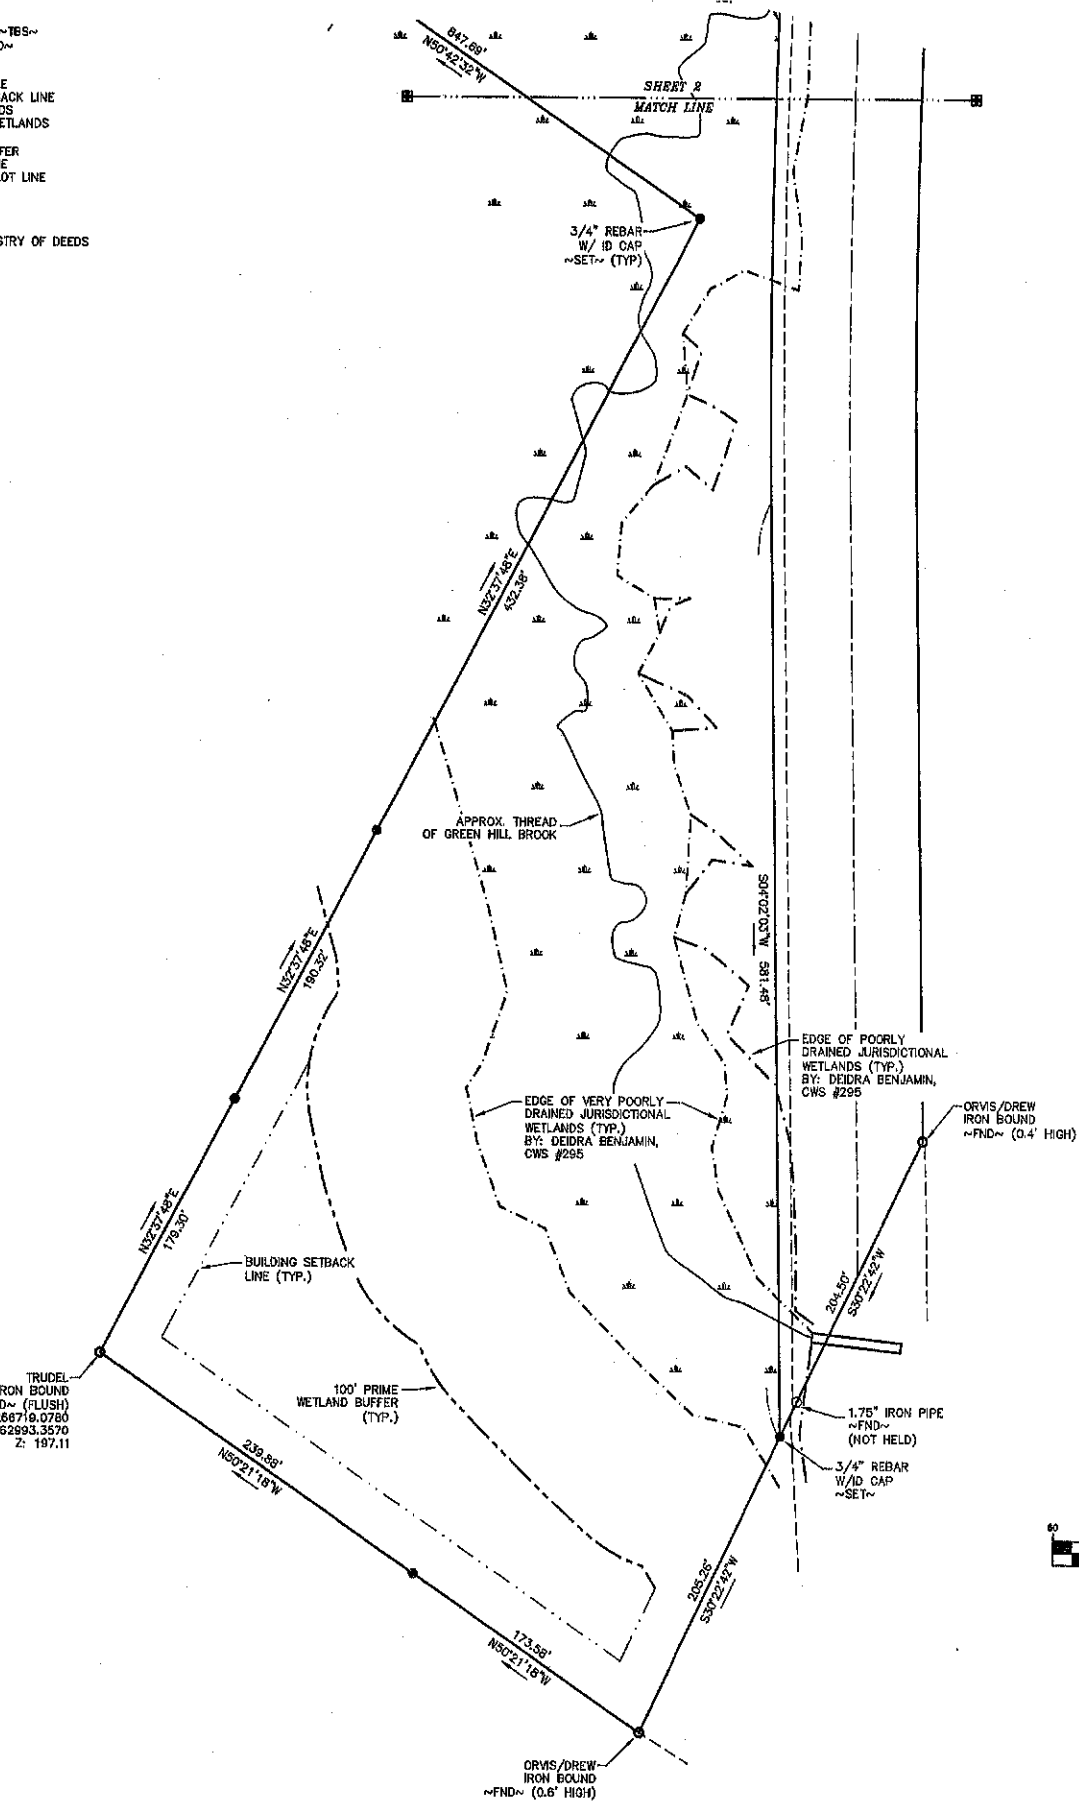 ~TBS~
D~
E
ACK LINE
DS
ETLANDS
FER
E
OT LINE
STRY OF DEEDS
847.69'
N50°42'32"W
SHEET 2
MATCH LINE
3/4" REBAR
W/ ID CAP
~SET~ (TYP)
N32°37'48"E
432.38'
APPROX. THREAD
OF GREEN HILL BROOK
S04°02'03"W 581.48'
N32°37'48"E
190.32'
EDGE OF POORLY
DRAINED JURISDICTIONAL
WETLANDS (TYP.)
BY: DEIDRA BENJAMIN,
CWS #295
EDGE OF VERY POORLY
DRAINED JURISDICTIONAL
WETLANDS (TYP.)
BY: DEIDRA BENJAMIN,
CWS #295
ORVIS/DREW
IRON BOUND
~FND~ (0.4' HIGH)
N32°37'48"E
179.30'
BUILDING SETBACK
LINE (TYP.)
204.50'
S30°22'42"W
TRUDEL
RON BOUND
D~ (FLUSH)
66719.0780
62993.3570
Z: 197.11
100' PRIME
WETLAND BUFFER
(TYP.)
1.75" IRON PIPE
~FND~
(NOT HELD)
3/4" REBAR
W/ID CAP
~SET~
239.88'
N50°21'18"W
60
205.26'
S30°22'42"W
173.58'
N50°21'18"W
ORVIS/DREW
IRON BOUND
~FND~ (0.6' HIGH)